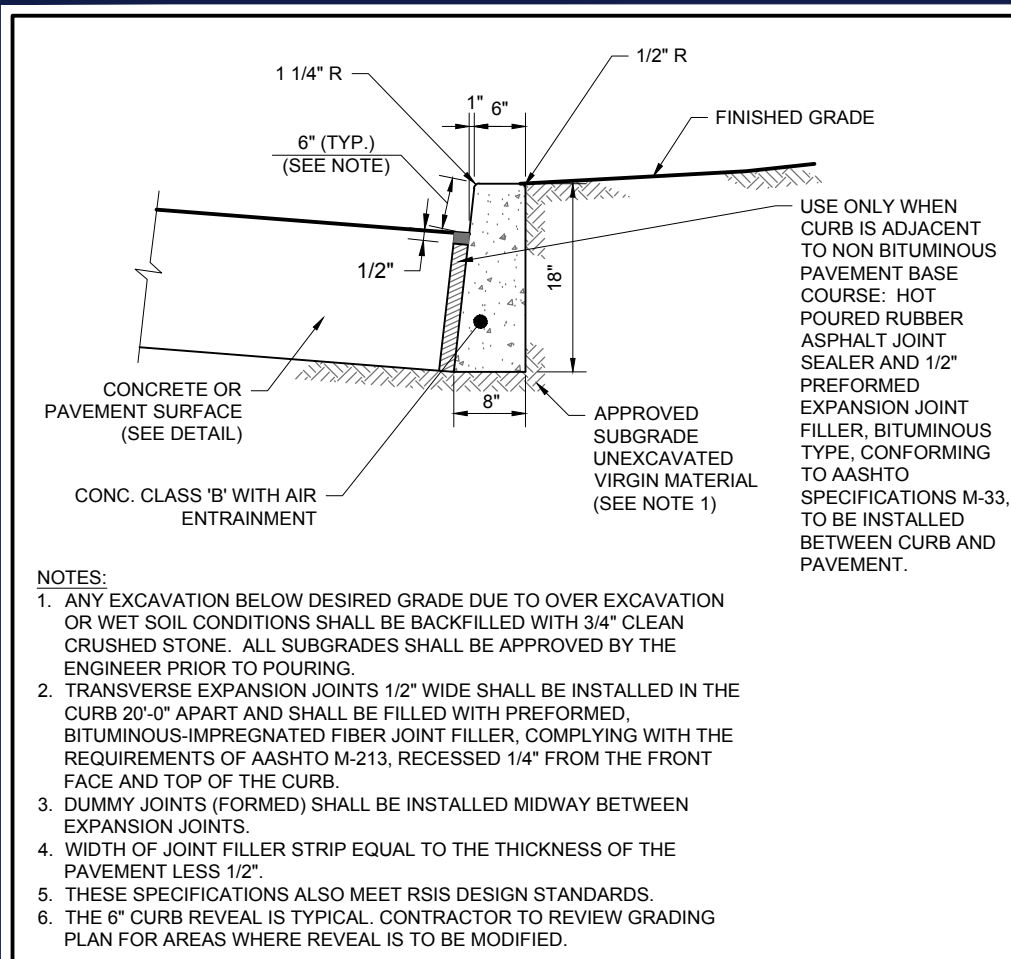 1 1/4" R
1/2" R
1"
6"
FINISHED GRADE
6" (TYP.)
(SEE NOTE)
1/2"
18"
8"
USE ONLY WHEN
CURB IS ADJACENT
TO NON BITUMINOUS
PAVEMENT BASE
COURSE: HOT
POURED RUBBER
ASPHALT JOINT
SEALER AND 1/2"
PREFORMED
EXPANSION JOINT
FILLER, BITUMINOUS
TYPE, CONFORMING
TO AASHTO
SPECIFICATIONS M-33,
TO BE INSTALLED
BETWEEN CURB AND
PAVEMENT.
CONCRETE OR
PAVEMENT SURFACE
(SEE DETAIL)
APPROVED
SUBGRADE
UNEXCAVATED
VIRGIN MATERIAL
(SEE NOTE 1)
CONC. CLASS 'B' WITH AIR
ENTRAINMENT
NOTES:
1. ANY EXCAVATION BELOW DESIRED GRADE DUE TO OVER EXCAVATION
OR WET SOIL CONDITIONS SHALL BE BACKFILLED WITH 3/4" CLEAN
CRUSHED STONE. ALL SUBGRADES SHALL BE APPROVED BY THE
ENGINEER PRIOR TO POURING.
2. TRANSVERSE EXPANSION JOINTS 1/2" WIDE SHALL BE INSTALLED IN THE
CURB 20'-0" APART AND SHALL BE FILLED WITH PREFORMED,
BITUMINOUS-IMPREGNATED FIBER JOINT FILLER, COMPLYING WITH THE
REQUIREMENTS OF AASHTO M-213, RECESSED 1/4" FROM THE FRONT
FACE AND TOP OF THE CURB.
3. DUMMY JOINTS (FORMED) SHALL BE INSTALLED MIDWAY BETWEEN
EXPANSION JOINTS.
4. WIDTH OF JOINT FILLER STRIP EQUAL TO THE THICKNESS OF THE
PAVEMENT LESS 1/2".
5. THESE SPECIFICATIONS ALSO MEET RSIS DESIGN STANDARDS.
6. THE 6" CURB REVEAL IS TYPICAL. CONTRACTOR TO REVIEW GRADING
PLAN FOR AREAS WHERE REVEAL IS TO BE MODIFIED.